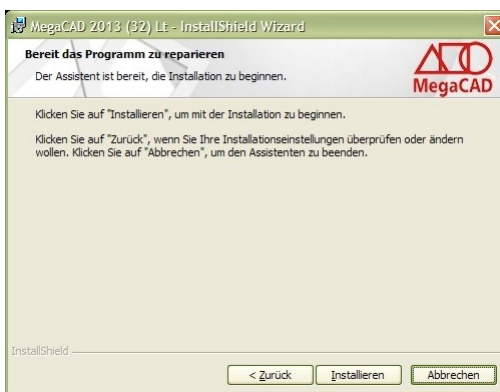 MegaCAD 2013 (32) Lt - InstallShield Wizard
Bereit das Programm zu reparieren
Der Assistent ist bereit, die Installation zu beginnen.
MegaCAD
Klicken Sie auf "Installieren", um mit der Installation zu beginnen.
Klicken Sie auf "Zurück", wenn Sie Ihre Installationseinstellungen überprüfen oder ändern
wollen. Klicken Sie auf "Abbrechen", um den Assistenten zu beenden.
InstallShield
< Zurück Installieren Abbrechen